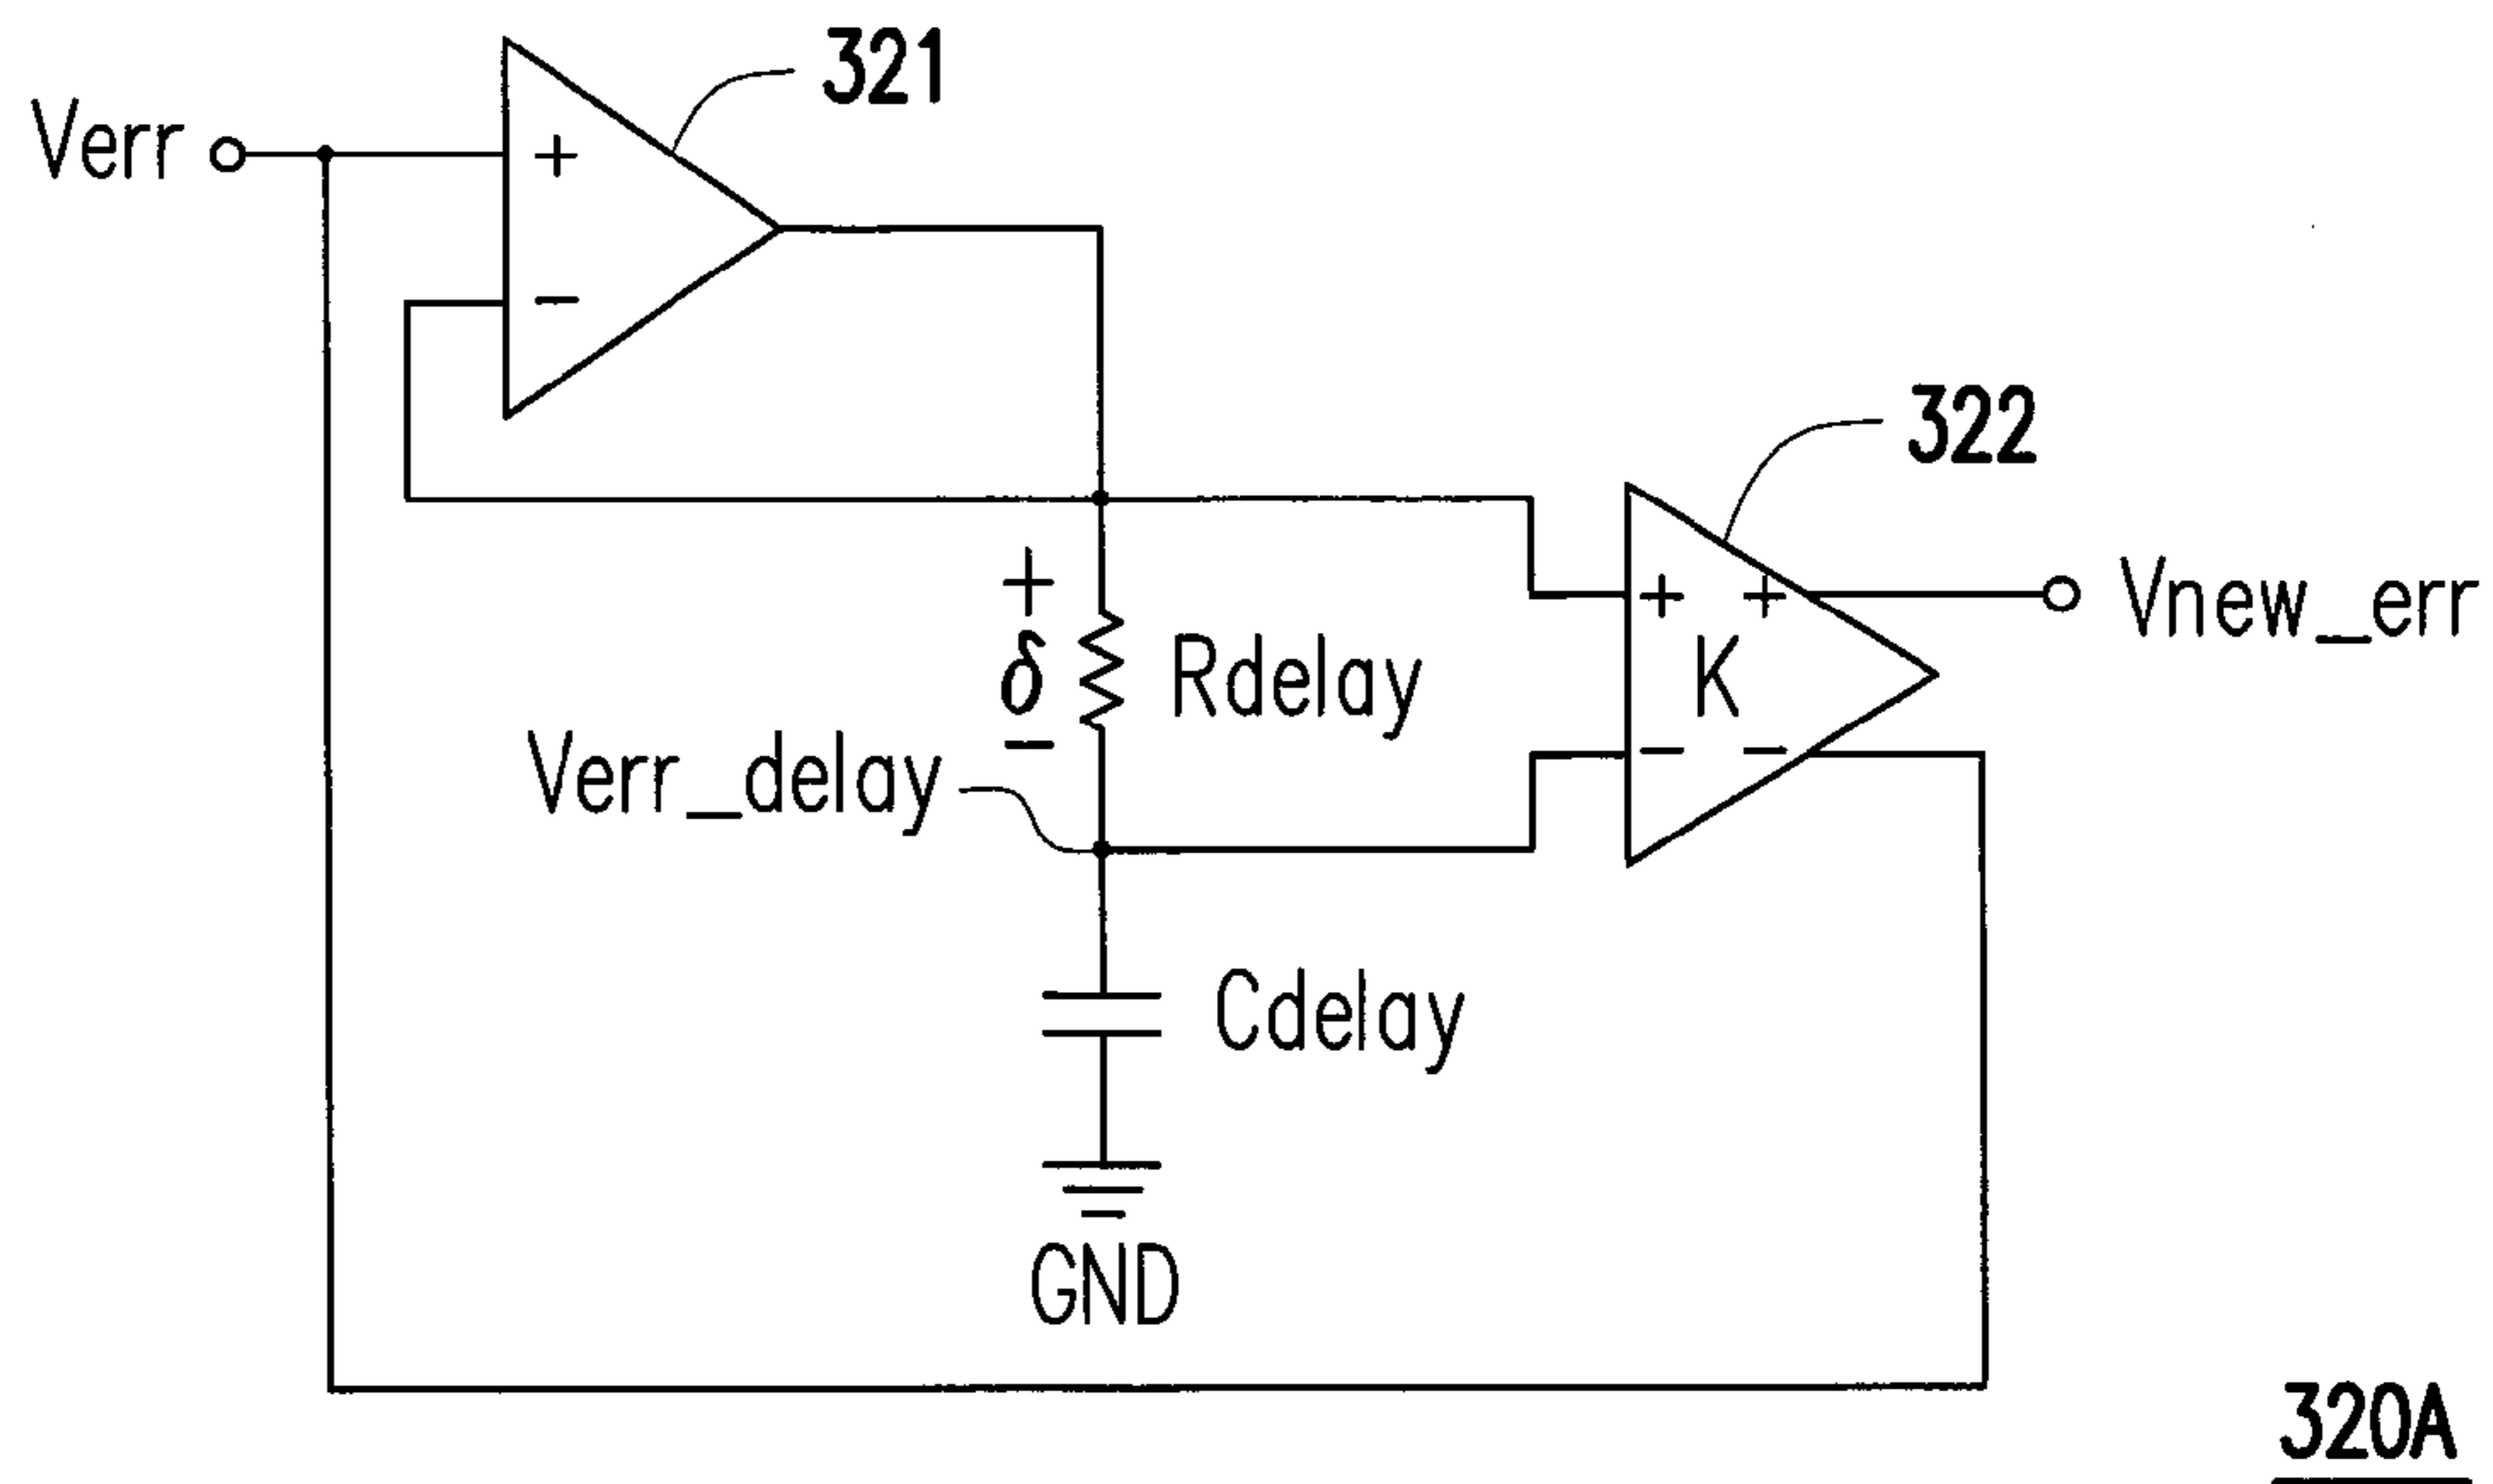 321
Verr
+
−
322
+ +
Vnew_err
+
δ
Rdelay
K
−
− −
Verr_delay
Cdelay
GND
320A